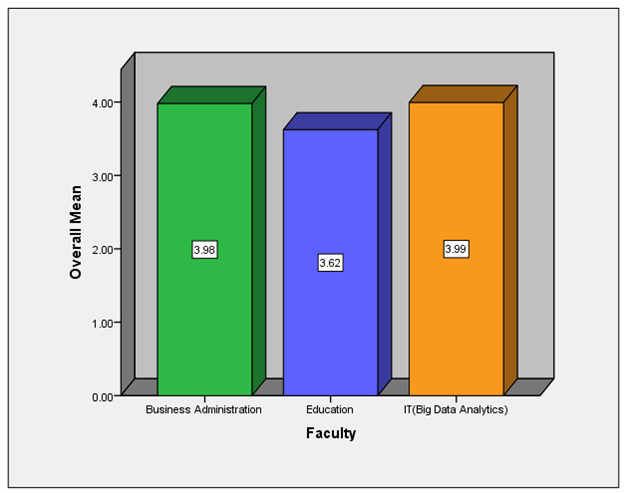 Overall Mean
4.00
3.00
2.00
1.00
0.00
3.98
3.62
3.99
Business Administration
Education
IT(Big Data Analytics)
Faculty